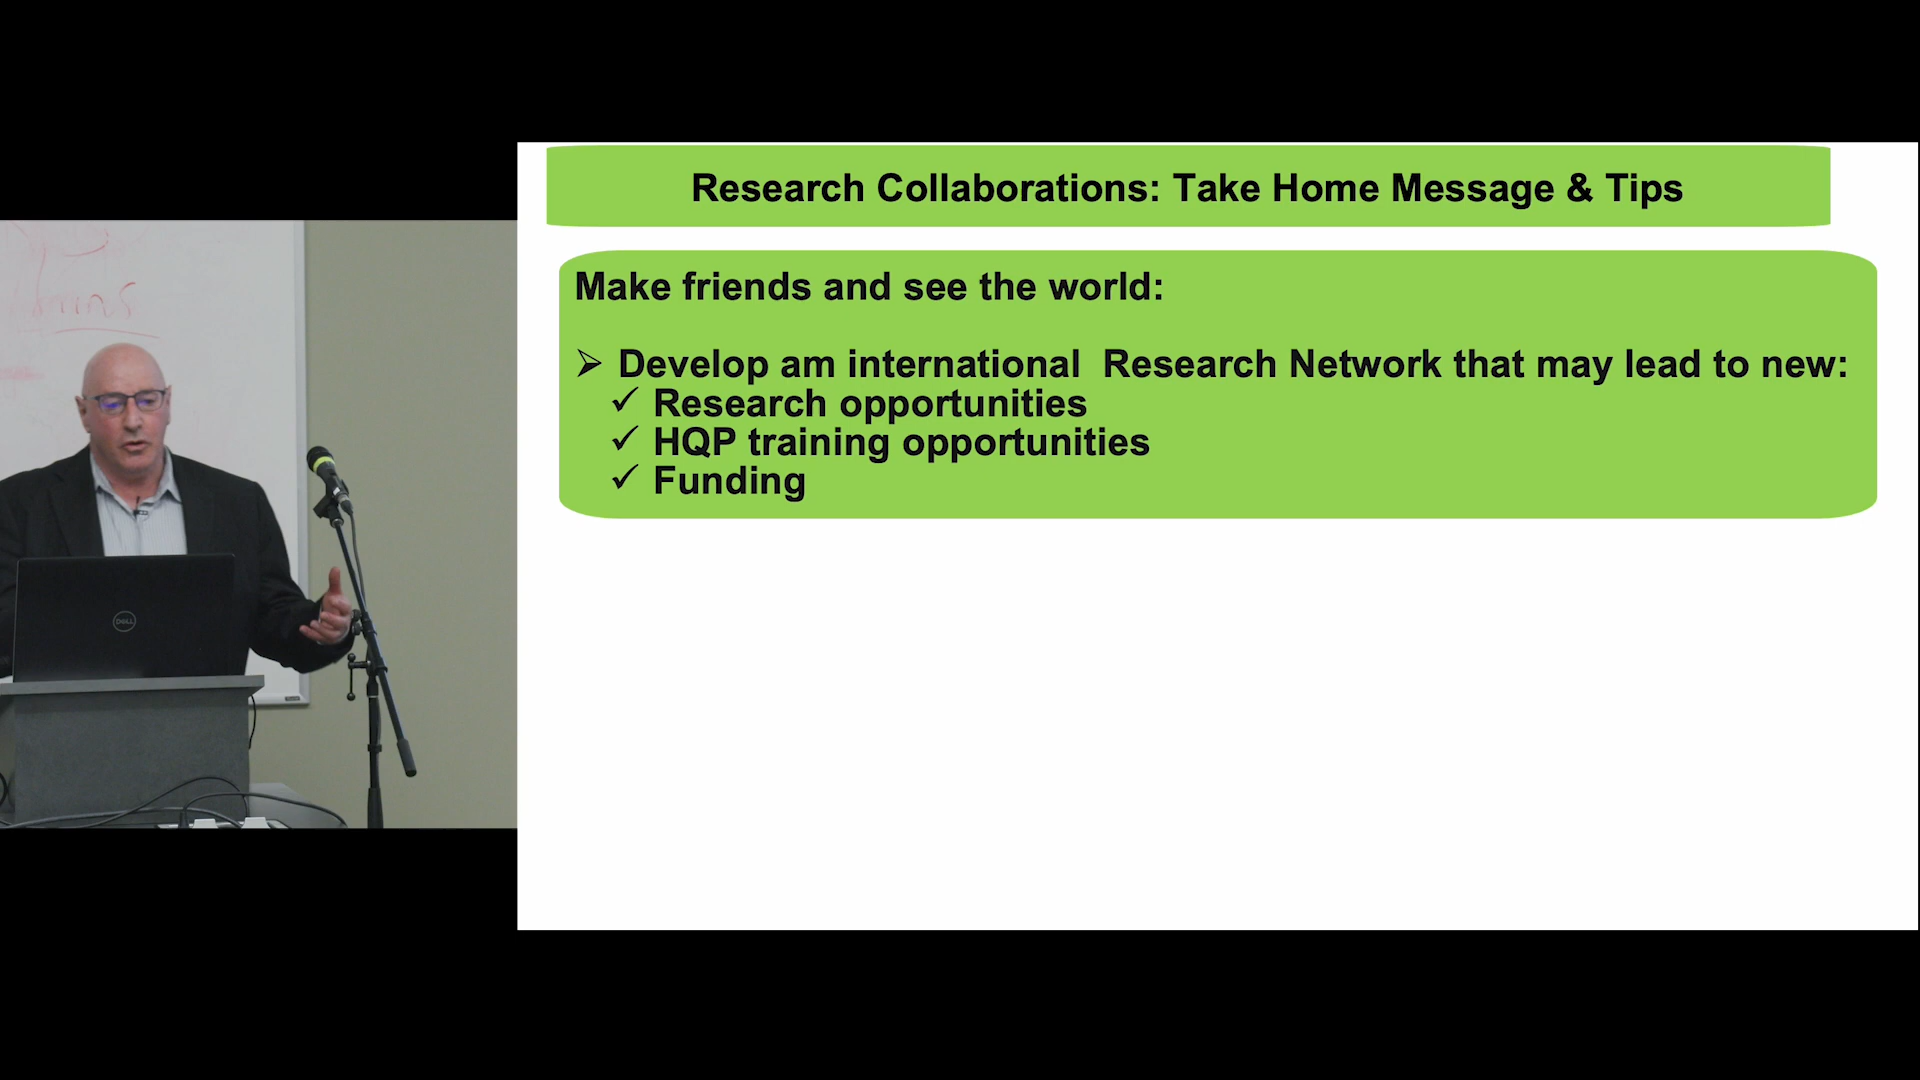 Research Collaborations: Take Home Message & Tips
Make friends and see the world:
➢ Develop am international Research Network that may lead to new:
✓ Research opportunities
✓ HQP training opportunities
✓ Funding
DELL